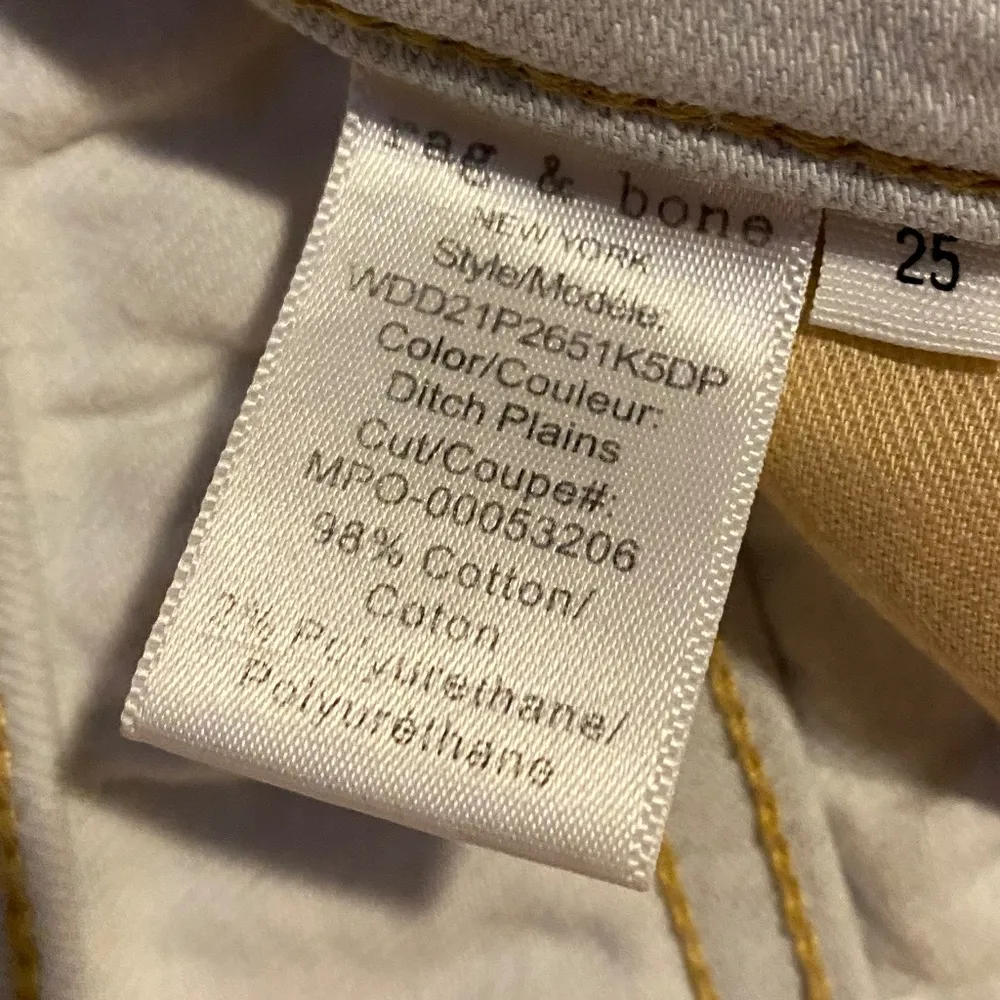 rag & bone
NEW YORK
Style/Modele:
WDD21P2651K5DP
Color/Couleur:
Ditch Plains
Cut/Coupe#:
MPO-00053206
98% Cotton/
Coton
2% Polyurethane/
Polyuréthane
25